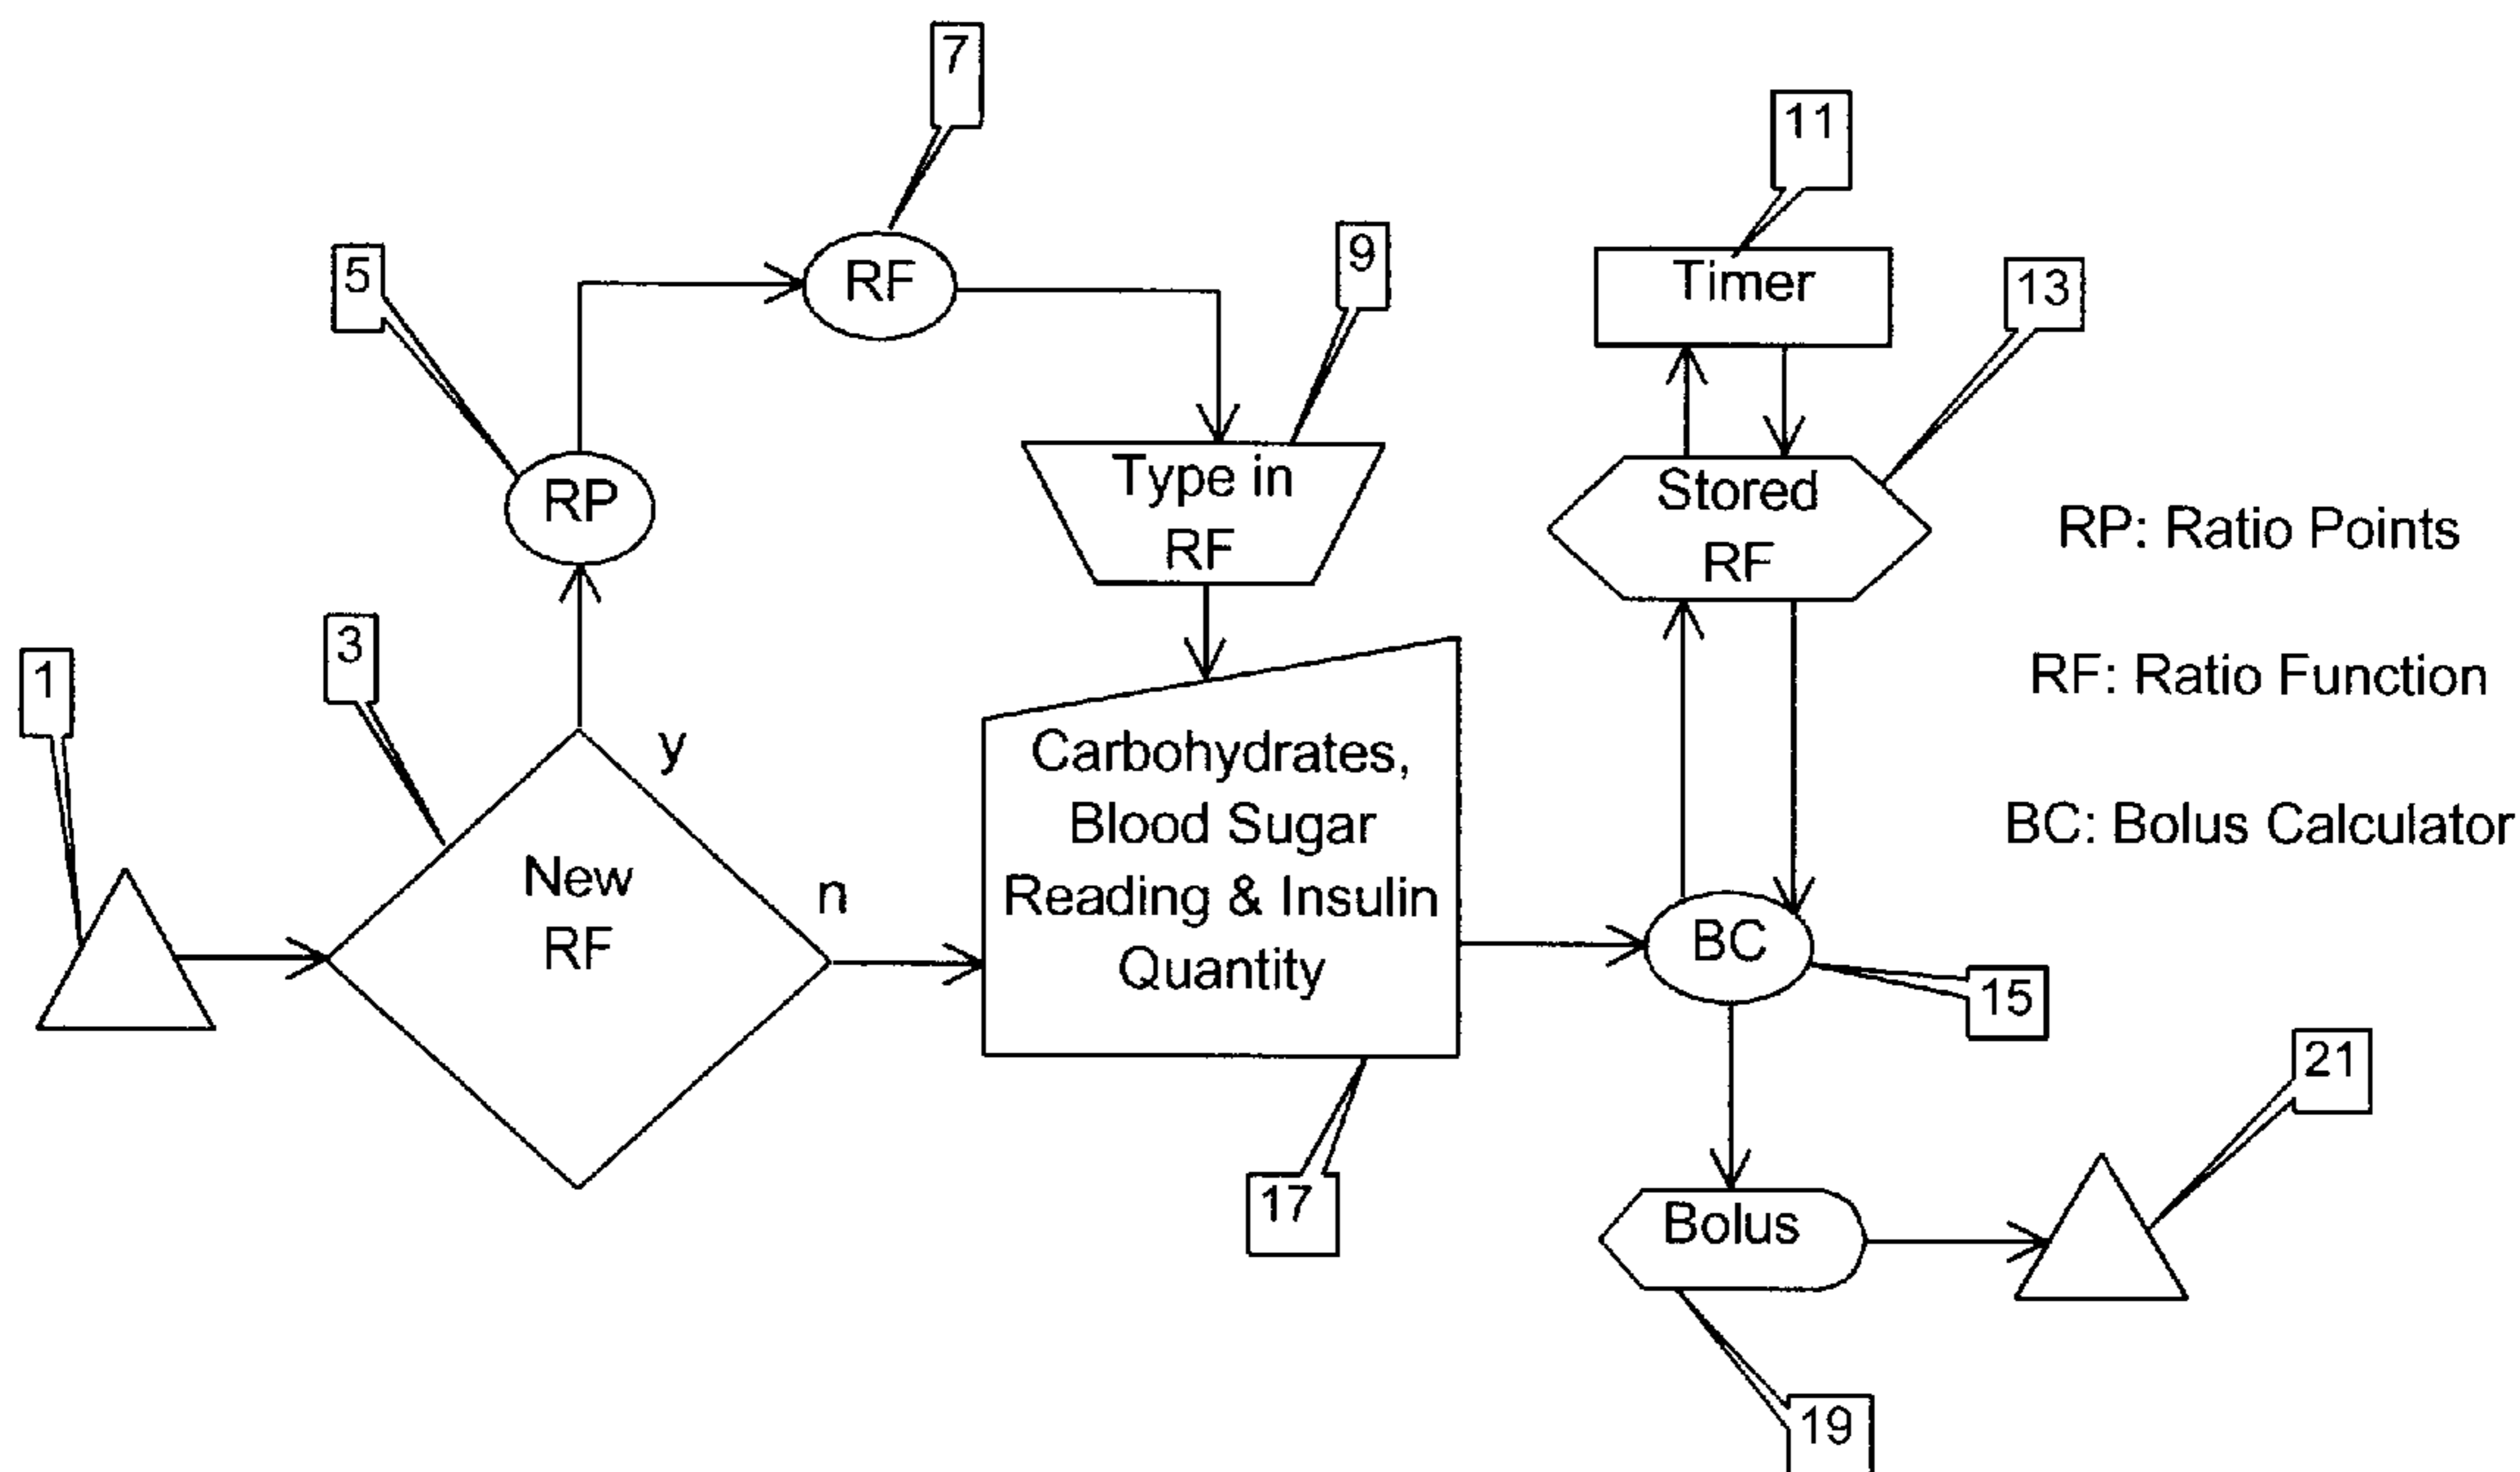 7
11
5
RF
9
Timer
13
RP
Type in
RF
Stored
RF
RP: Ratio Points
1
3
RF: Ratio Function
y
Carbohydrates,
Blood Sugar
Reading & Insulin
Quantity
BC: Bolus Calculator
New
RF
n
BC
15
21
17
Bolus
19